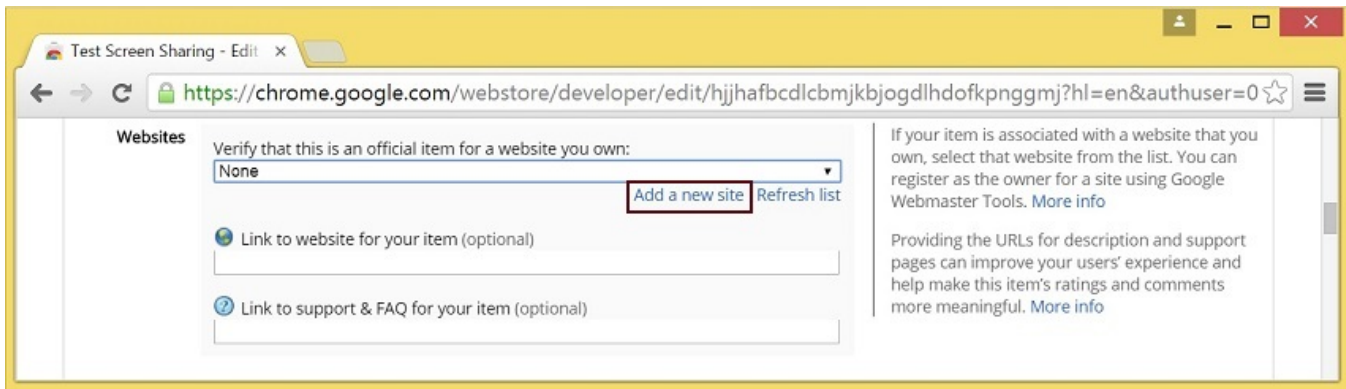 Test Screen Sharing - Edit
https://chrome.google.com/webstore/developer/edit/hjjhafbcdlcbmjkbjogdlhdofkpnggmj?hl=en&authuser=0
Websites
Verify that this is an official item for a website you own:
None
Add a new site Refresh list
Link to website for your item (optional)
Link to support & FAQ for your item (optional)
If your item is associated with a website that you
own, select that website from the list. You can
register as the owner for a site using Google
Webmaster Tools. More info
Providing the URLs for description and support
pages can improve your users' experience and
help make this item's ratings and comments
more meaningful. More info